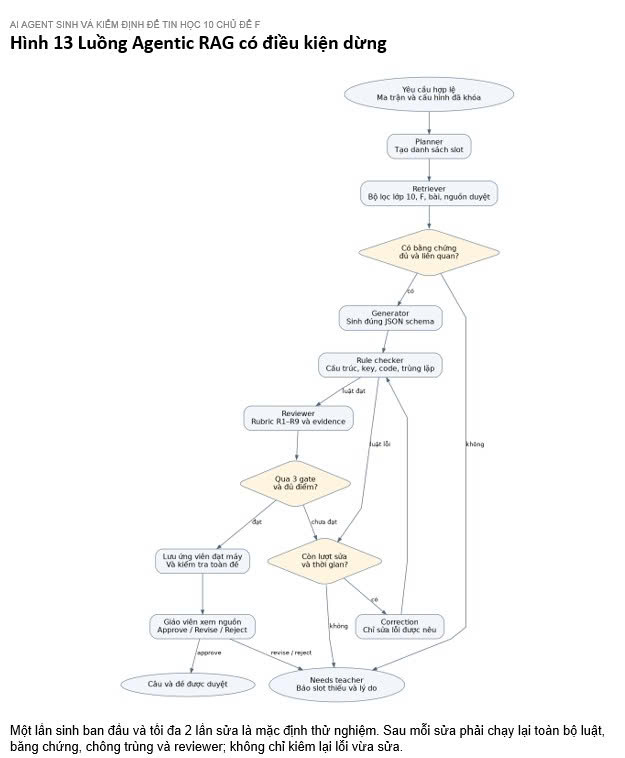 AI AGENT SINH VÀ KIỂM ĐỊNH ĐỀ TIN HỌC 10 CHỦ ĐỀ F
Hình 13 Luồng Agentic RAG có điều kiện dừng
Yêu cầu hợp lệ
Ma trận và cấu hình đã khóa
Planner
Tạo danh sách slot
Retriever
Bộ lọc lớp 10, F, bài, nguồn duyệt
Có bằng chứng
đủ và liên quan?
có
Generator
Sinh đúng JSON schema
Rule checker
Cấu trúc, key, code, trùng lặp
luật đạt
Reviewer
Rubric R1–R9 và evidence
luật lỗi
không
Qua 3 gate
và đủ điểm?
đạt
chưa đạt
Lưu ứng viên đạt máy
Và kiểm tra toàn đề
Còn lượt sửa
và thời gian?
có
Giáo viên xem nguồn
Approve / Revise / Reject
không
Correction
Chỉ sửa lỗi được nêu
approve
revise / reject
Câu và đề được duyệt
Needs teacher
Báo slot thiếu và lý do
Một lần sinh ban đầu và tối đa 2 lần sửa là mặc định thử nghiệm. Sau mỗi sửa phải chạy lại toàn bộ luật,
bằng chứng, chống trùng và reviewer; không chỉ kiểm lại lỗi vừa sửa.